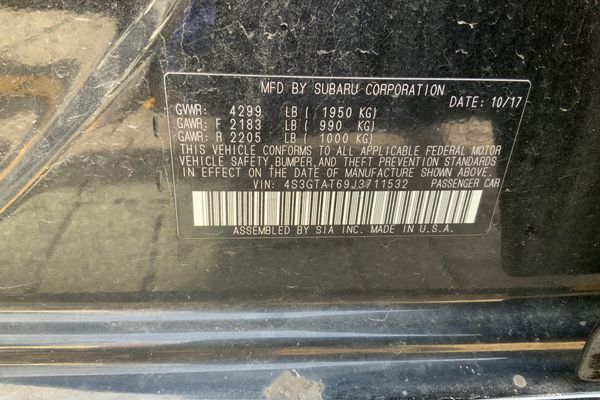 MFD BY SUBARU CORPORATION
DATE: 10/17
GVWR: 4299 LB ( 1950 KG)
GAWR: F 2183 LB ( 990 KG)
GAWR: R 2205 LB ( 1000 KG)
THIS VEHICLE CONFORMS TO ALL APPLICABLE FEDERAL MOTOR
VEHICLE SAFETY, BUMPER, AND THEFT PREVENTION STANDARDS
IN EFFECT ON THE DATE OF MANUFACTURE SHOWN ABOVE.
VIN: 4S3GTAT69J3711532 PASSENGER CAR
ASSEMBLED BY SIA INC. MADE IN U.S.A.